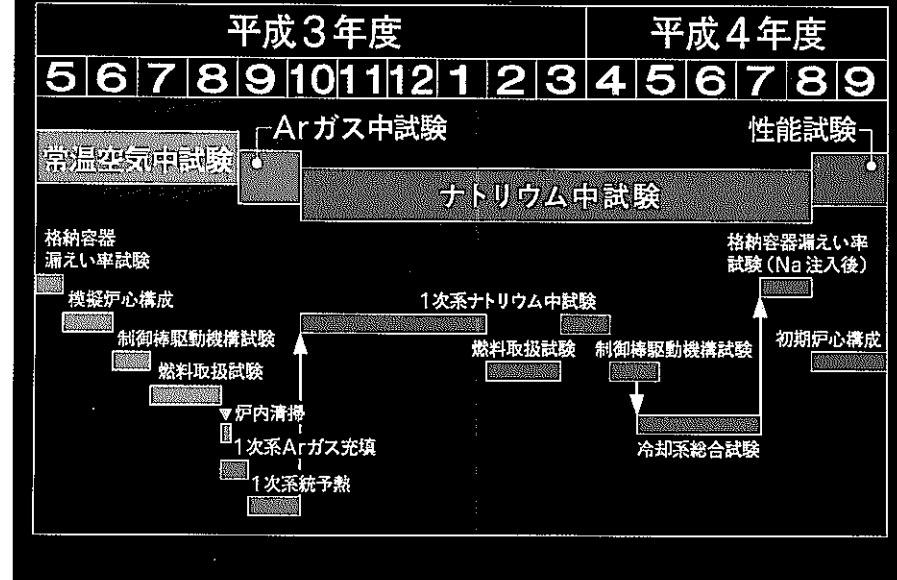 平成3年度
平成4年度
5 6 7 8 9 10 11 12 1 2 3 4 5 6 7 8 9
Arガス中試験
性能試験
常温空気中試験
ナトリウム中試験
格納容器
漏えい率試験
格納容器漏えい率
試験(Na注入後)
模擬炉心構成
1次系ナトリウム中試験
制御棒駆動機構試験
燃料取扱試験
制御棒駆動機構試験
初期炉心構成
燃料取扱試験
炉内清掃
1次系Arガス充填
冷却系総合試験
1次系統予熱